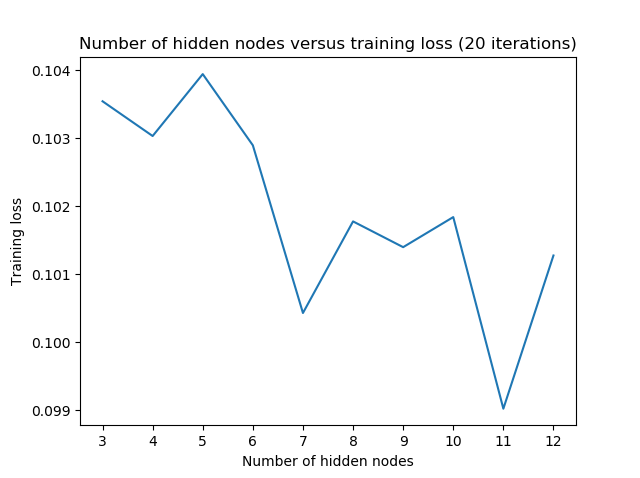 Number of hidden nodes versus training loss (20 iterations)
0.104
0.103
0.102
0.101
0.100
0.099
Training loss
3 4 5 6 7 8 9 10 11 12
Number of hidden nodes